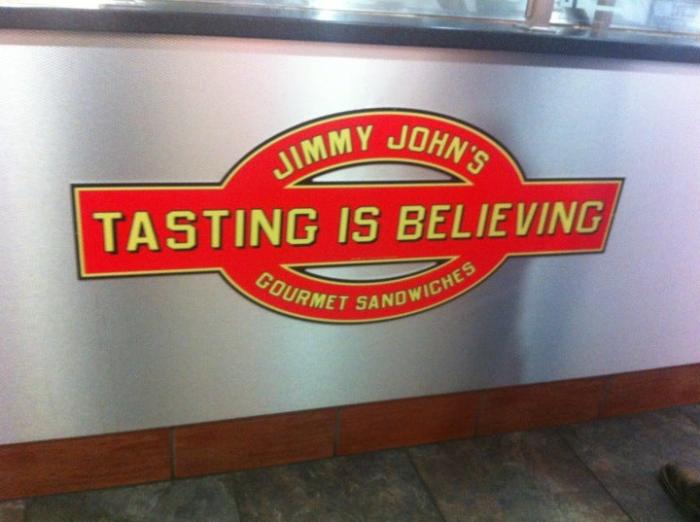 JIMMY JOHN'S
TASTING IS BELIEVING
GOURMET SANDWICHES